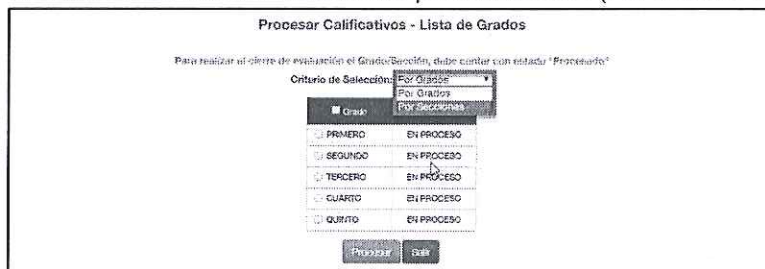 Procesar Calificativos - Lista de Grados
Para realizar el cierre de evaluación el Grado/Sección, debe contar con estado "Procesado"
Criterio de Selección: Por Grados
Por Grados
Por Secciones
Grado
PRIMERO EN PROCESO
SEGUNDO EN PROCESO
TERCERO EN PROCESO
CUARTO EN PROCESO
QUINTO EN PROCESO
Procesar Salir